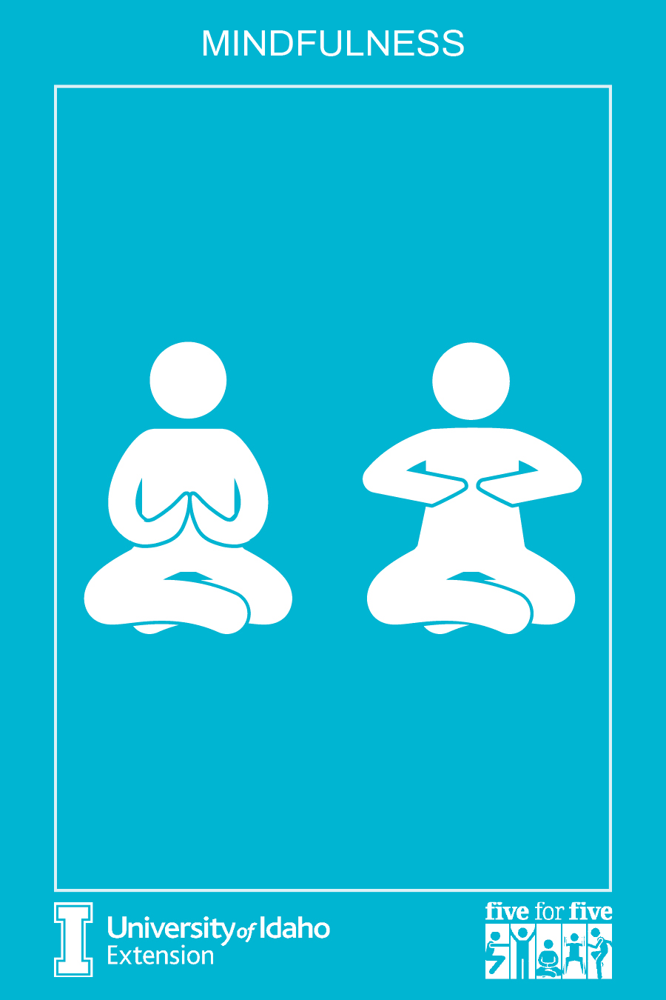 MINDFULNESS
University of Idaho
Extension
five for five